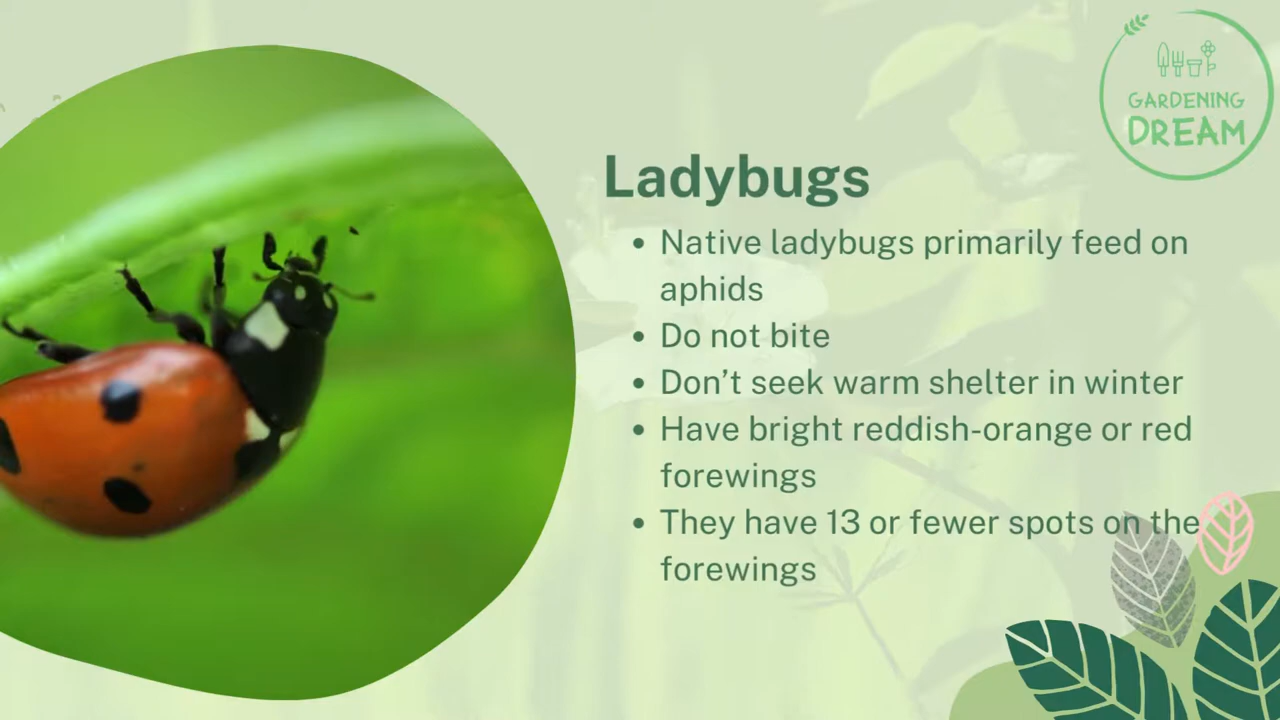 GARDENING
DREAM
Ladybugs
• Native ladybugs primarily feed on
aphids
• Do not bite
• Don’t seek warm shelter in winter
• Have bright reddish-orange or red
forewings
• They have 13 or fewer spots on the
forewings